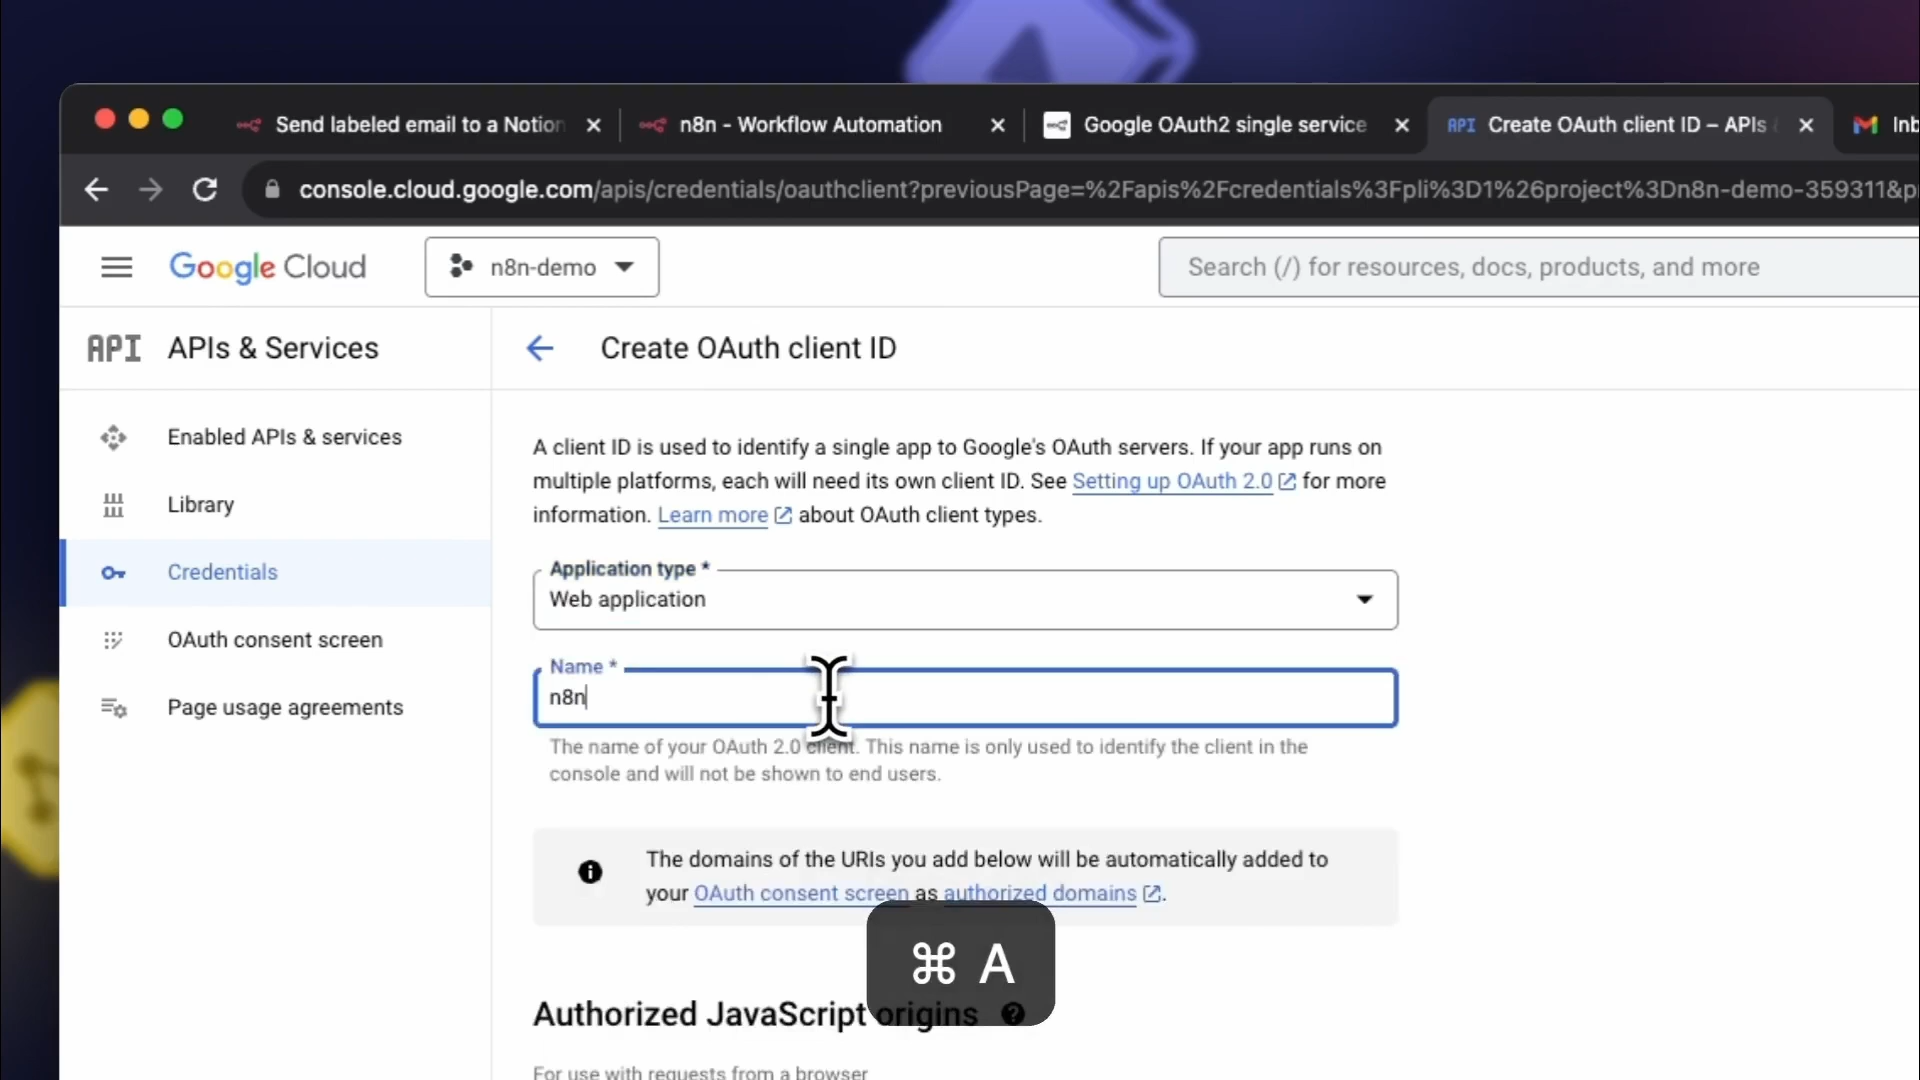 Send labeled email to a Notion
n8n - Workflow Automation
Google OAuth2 single service
API Create OAuth client ID – APIs
Inb
console.cloud.google.com/apis/credentials/oauthclient?previousPage=%2Fapis%2Fcredentials%3Fpli%3D1%26project%3Dn8n-demo-359311&p
Google Cloud
n8n-demo
Search (/) for resources, docs, products, and more
API APIs & Services
Create OAuth client ID
Enabled APIs & services
Library
Credentials
OAuth consent screen
Page usage agreements
A client ID is used to identify a single app to Google's OAuth servers. If your app runs on
multiple platforms, each will need its own client ID. See Setting up OAuth 2.0 for more
information. Learn more about OAuth client types.
Application type *
Web application
Name *
n8n
The name of your OAuth 2.0 client. This name is only used to identify the client in the
console and will not be shown to end users.
The domains of the URIs you add below will be automatically added to
your OAuth consent screen as authorized domains.
⌘ A
Authorized JavaScript origins
For use with requests from a browser